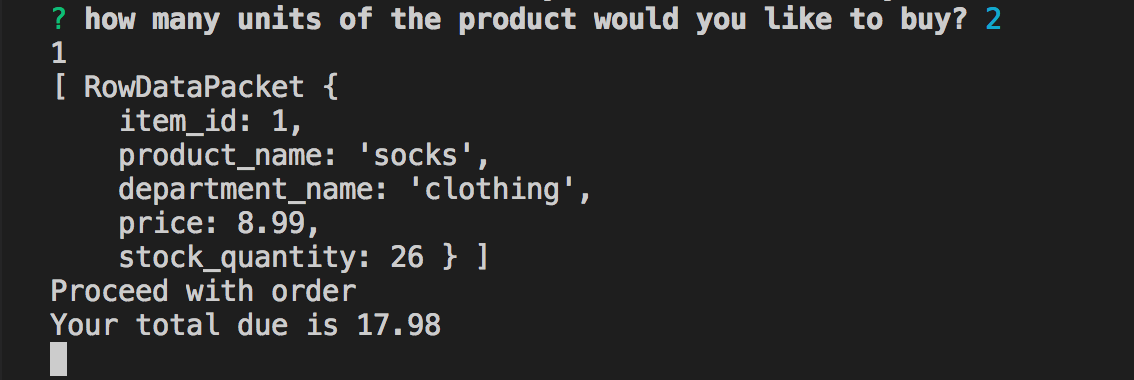 ? how many units of the product would you like to buy? 2
1
[ RowDataPacket {
    item_id: 1,
    product_name: 'socks',
    department_name: 'clothing',
    price: 8.99,
    stock_quantity: 26 } ]
Proceed with order
Your total due is 17.98